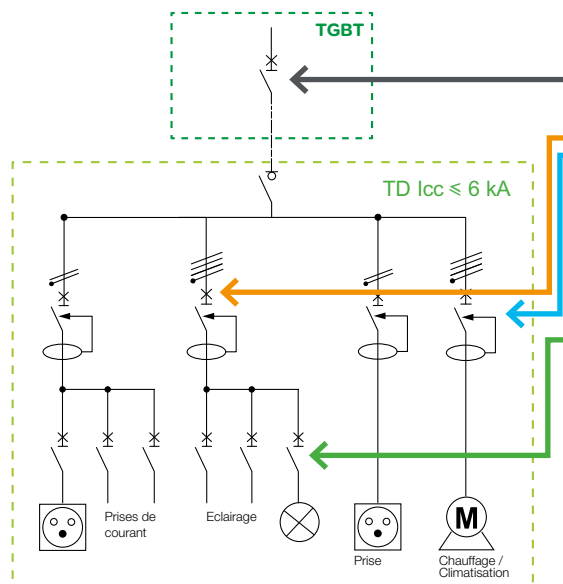 TGBT
TD Icc ⩽ 6 kA
Prises de
courant
Eclairage
Prise
M
Chauffage /
Climatisation